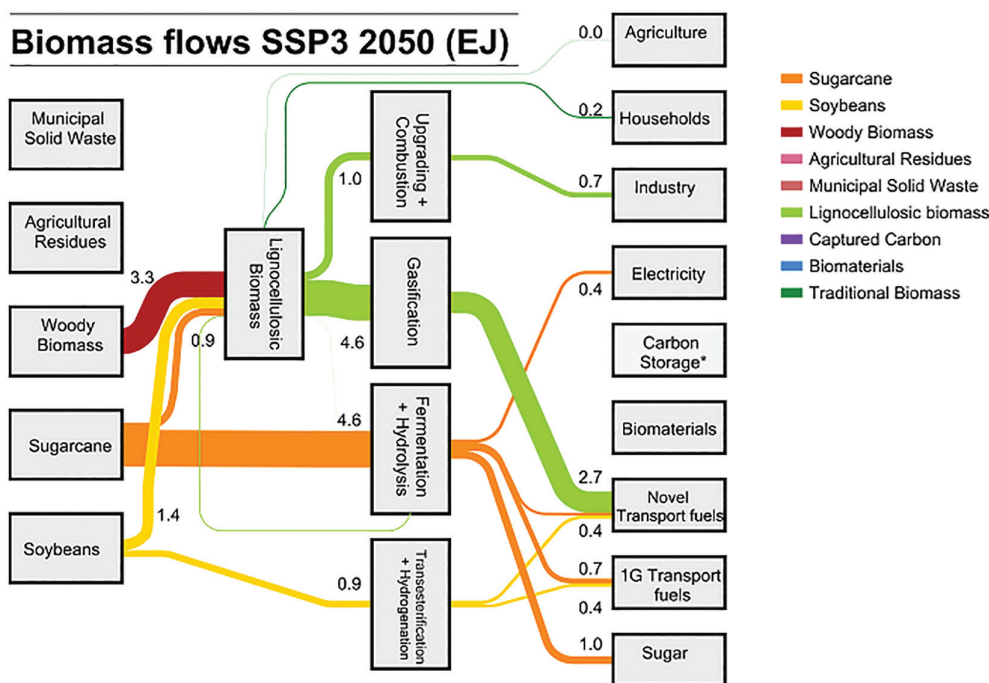 Biomass flows SSP3 2050 (EJ)
Municipal
Solid Waste
Agricultural
Residues
Woody
Biomass
Sugarcane
Soybeans
3.3
0.9
1.4
0.9
Lignocellulosic
Biomass
1.0
4.6
4.6
Upgrading +
Combustion
Gasification
Fermentation
+ Hydrolysis
Transesterification
+ Hydrogenation
0.0
0.2
0.7
0.4
2.7
0.4
0.7
0.4
1.0
Agriculture
Households
Industry
Electricity
Carbon
Storage*
Biomaterials
Novel
Transport fuels
1G Transport
fuels
Sugar
Sugarcane
Soybeans
Woody Biomass
Agricultural Residues
Municipal Solid Waste
Lignocellulosic biomass
Captured Carbon
Biomaterials
Traditional Biomass